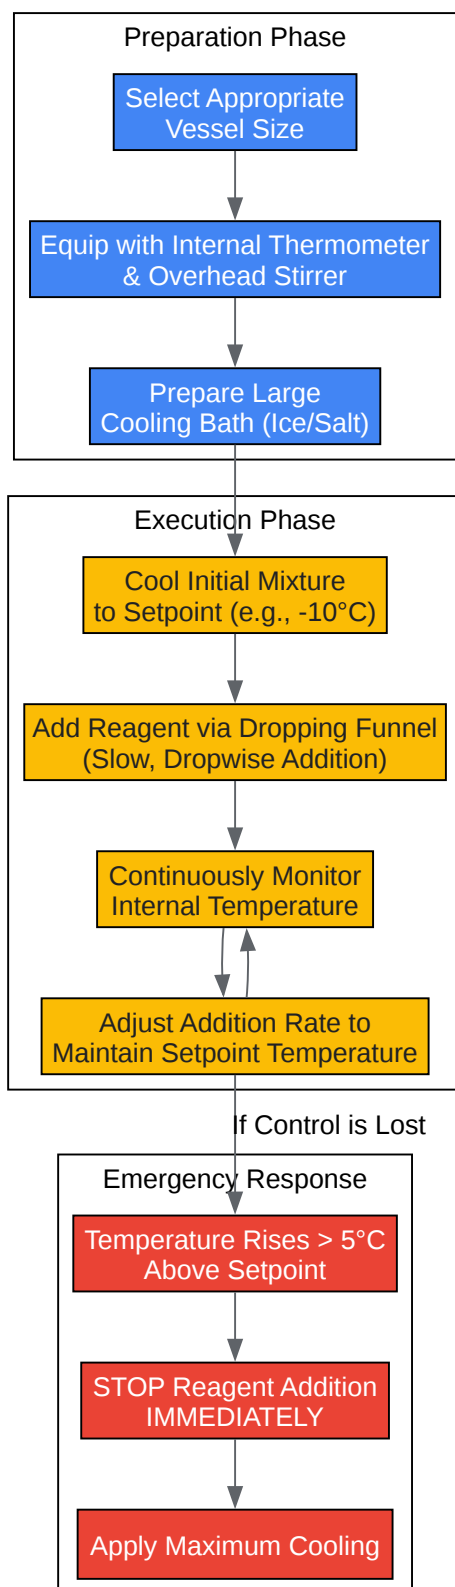 Preparation Phase
Select Appropriate
Vessel Size
Equip with Internal Thermometer
& Overhead Stirrer
Prepare Large
Cooling Bath (Ice/Salt)
Execution Phase
Cool Initial Mixture
to Setpoint (e.g., -10°C)
Add Reagent via Dropping Funnel
(Slow, Dropwise Addition)
Continuously Monitor
Internal Temperature
Adjust Addition Rate to
Maintain Setpoint Temperature
If Control is Lost
Emergency Response
Temperature Rises > 5°C
Above Setpoint
STOP Reagent Addition
IMMEDIATELY
Apply Maximum Cooling